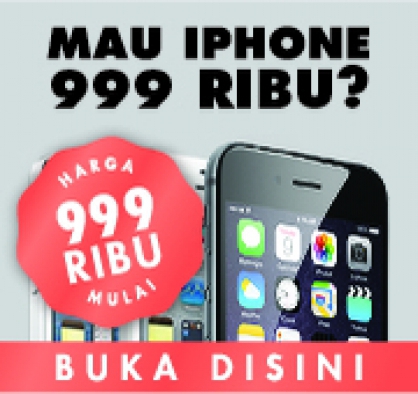 MAU IPHONE
999 RIBU?
HARGA
999
RIBU
MULAI
BUKA DISINI